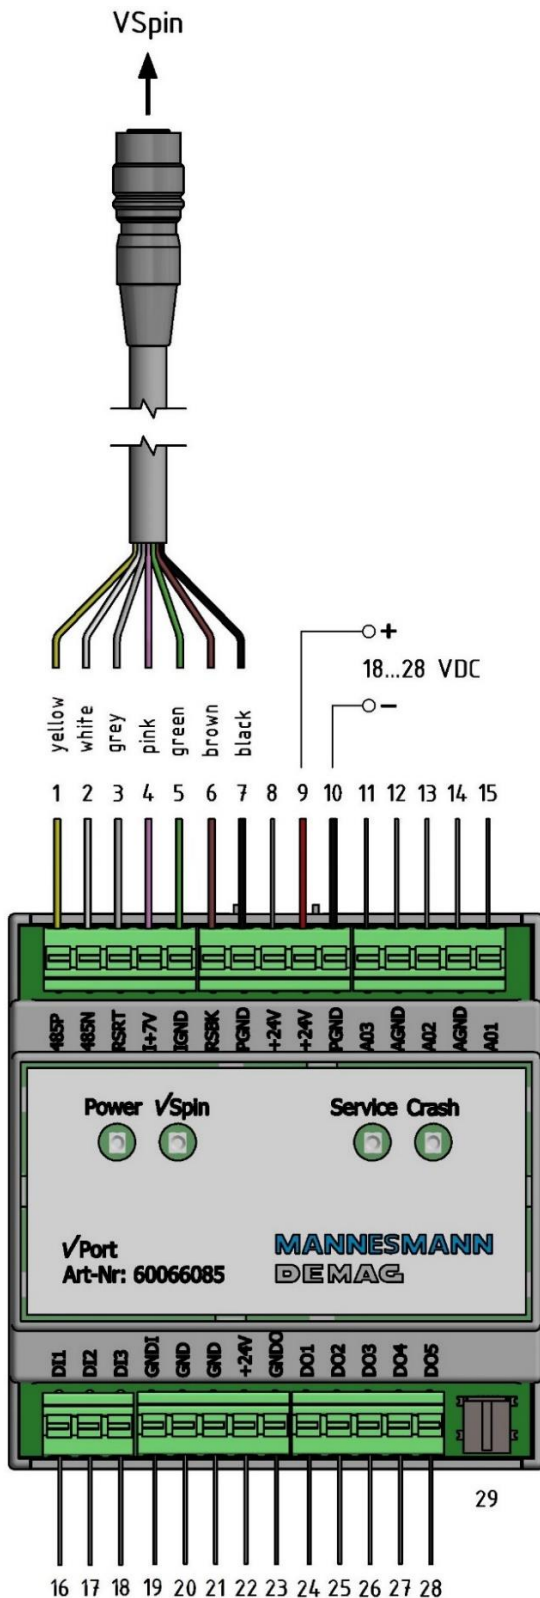 VSpin
yellow
white
grey
pink
green
brown
black
+
18...28 VDC
−
1 2 3 4 5 6 7 8 9 10 11 12 13 14 15
485P 485N RSRT I+7V IGND RSBK PGND +24V +24V PGND AO3 AGND AO2 AGND AO1
Power √Spin Service Crash
√Port
Art-Nr: 60066085
MANNESMANN
DEMAG
DI1 DI2 DI3 GNDI GND GND +24V GNDO DO1 DO2 DO3 DO4 DO5
29
16 17 18 19 20 21 22 23 24 25 26 27 28